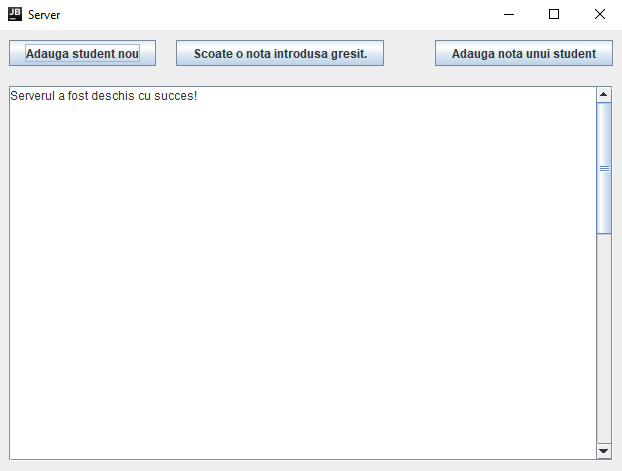 JB
Server
Adauga student nou
Scoate o nota introdusa gresit.
Adauga nota unui student
Serverul a fost deschis cu succes!